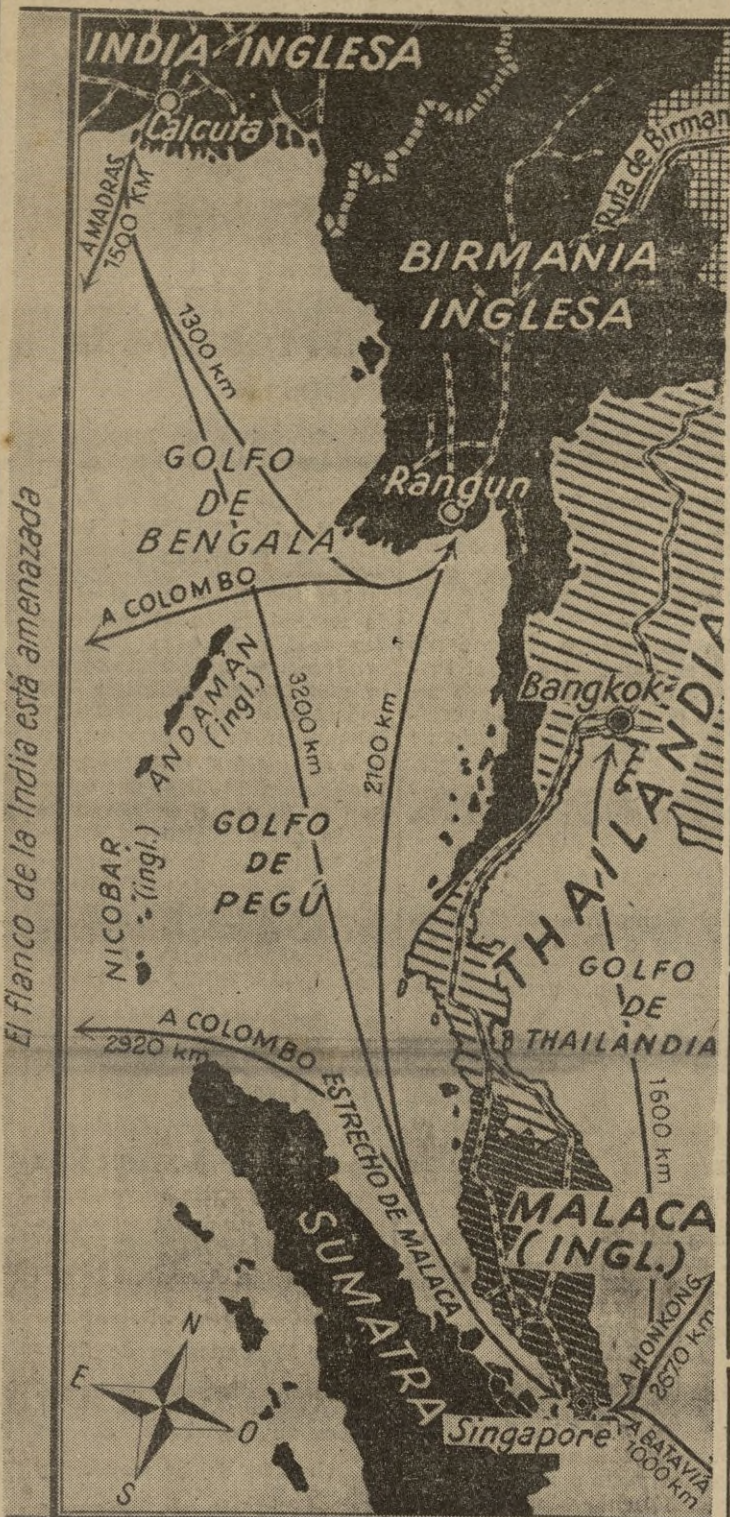 El flanco de la India está amenazada
INDIA INGLESA
Calcuta
A MADRAS
1500 KM
Ruta de Birman
BIRMANIA
INGLESA
1300 km
GOLFO
DE
BENGALA
Rangun
A COLOMBO
ANDAMAN
(ingl.)
3200 km
2100 km
Bangkok
THAILANDIA
NICOBAR
(ingl.)
GOLFO
DE
PEGÚ
GOLFO
DE
THAILANDIA
A COLOMBO
2920 km
ESTRECHO DE MALACA
1600 km
SUMATRA
MALACA
(INGL.)
A HONKONG
2670 km
Singapore
A BATAVIA
1000 km
N
E
O
S